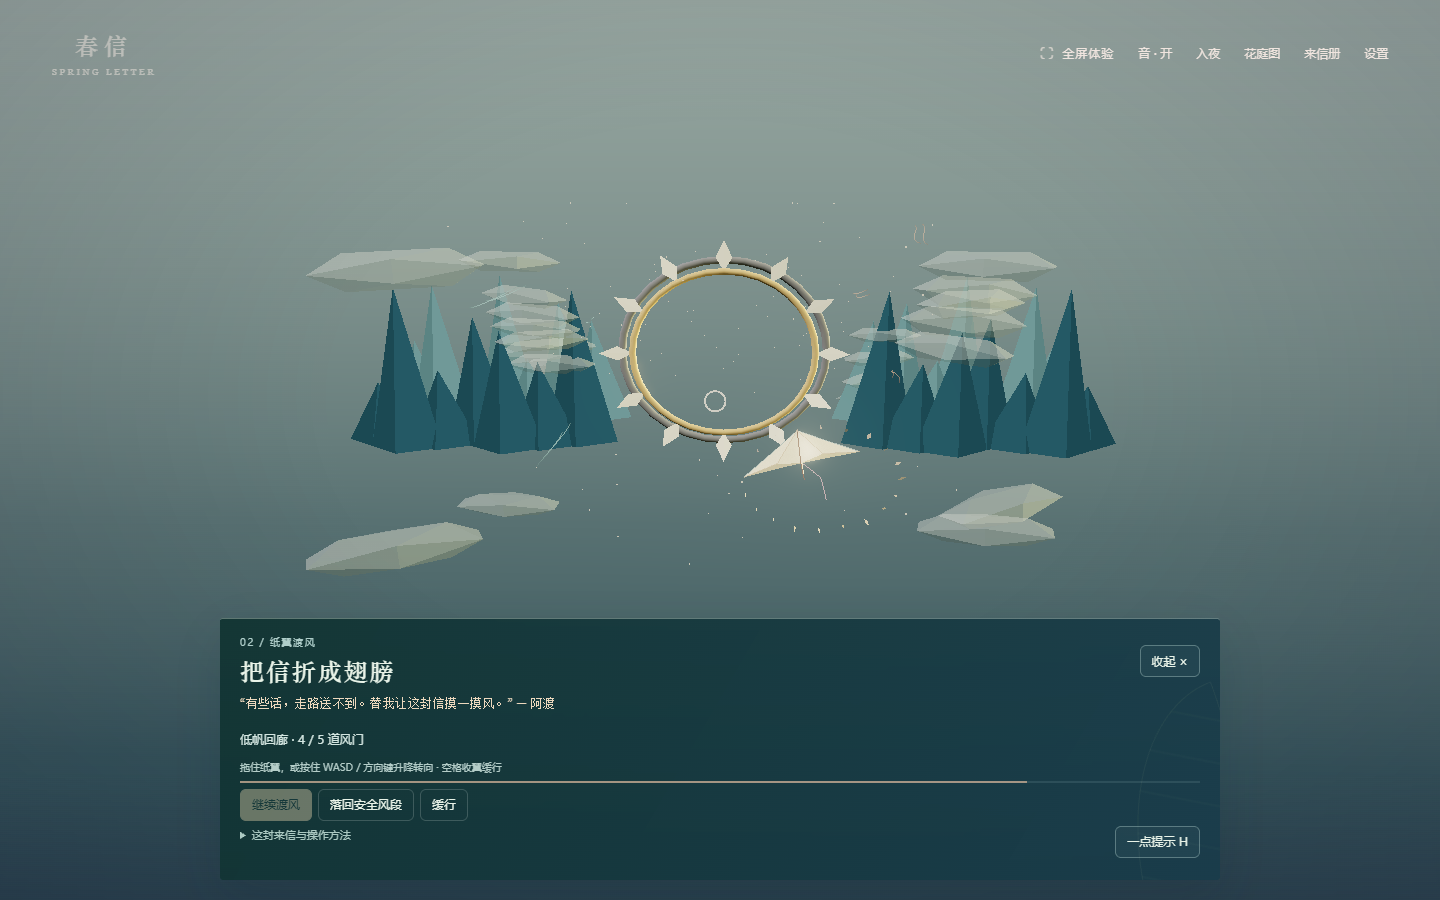 春信
SPRING LETTER
全屏体验 音·开 入夜 花庭图 来信册 设置
02 / 纸翼渡风
把信折成翅膀
收起 ×
“有些话，走路送不到。替我让这封信摸一摸风。” — 阿渡
低帆回廊 · 4 / 5 道风门
拖住纸翼，或按住 WASD / 方向键升降转向 · 空格收翼缓行
继续渡风 落回安全风段 缓行
这封来信与操作方法
一点提示 H